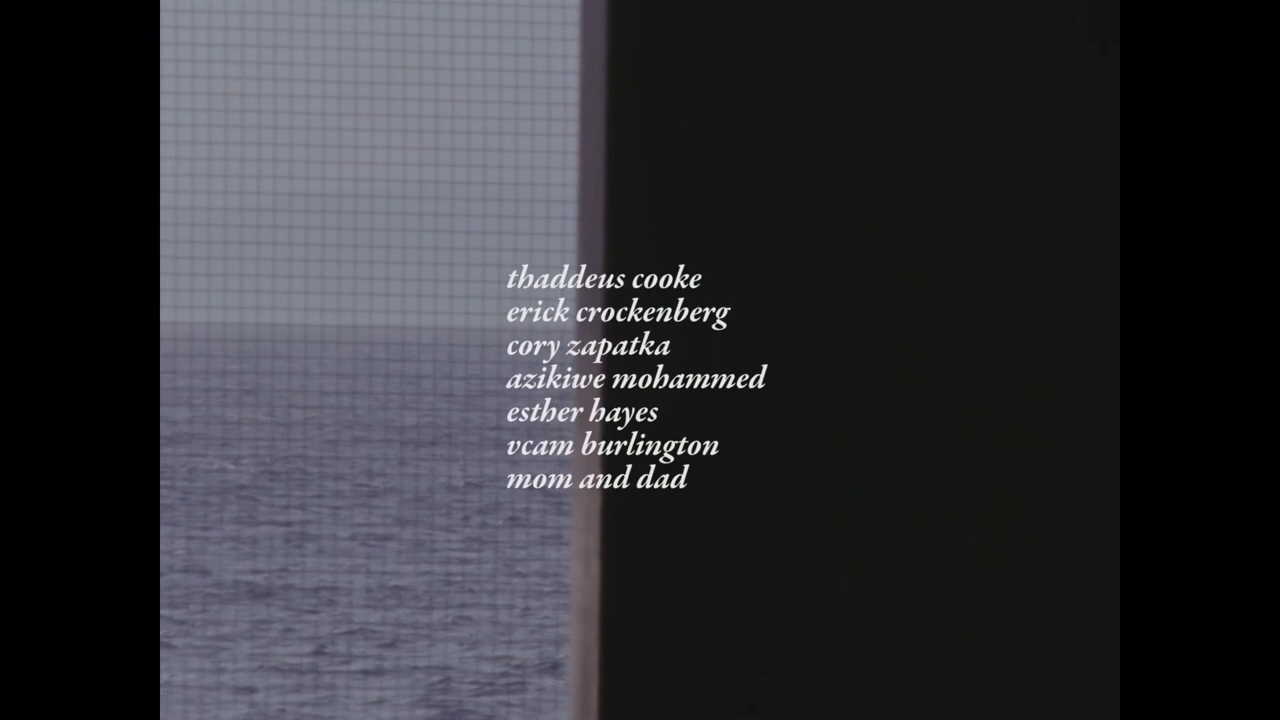 thaddeus cooke
erick crockenberg
cory zapatka
azikiwe mohammed
esther hayes
vcam burlington
mom and dad